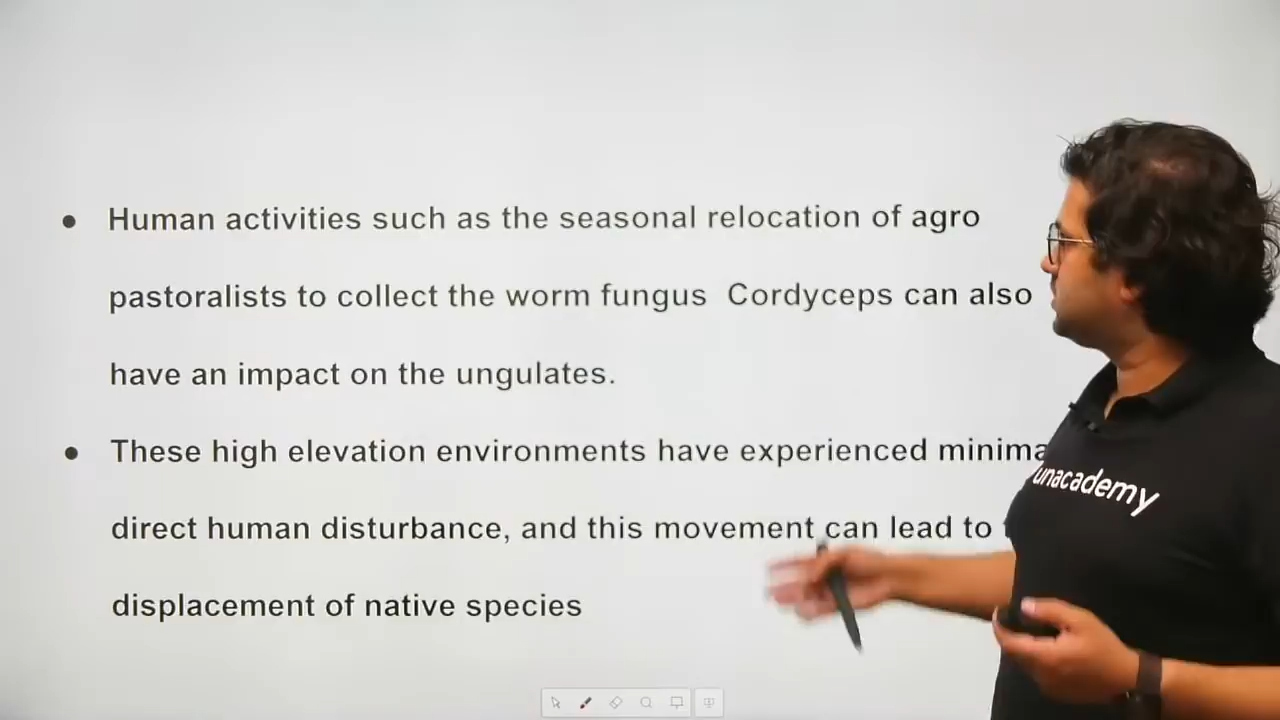 ● Human activities such as the seasonal relocation of agro
pastoralists to collect the worm fungus Cordyceps can also
have an impact on the ungulates.
● These high elevation environments have experienced
direct human disturbance, and this movement can lead to
displacement of native species
unacademy